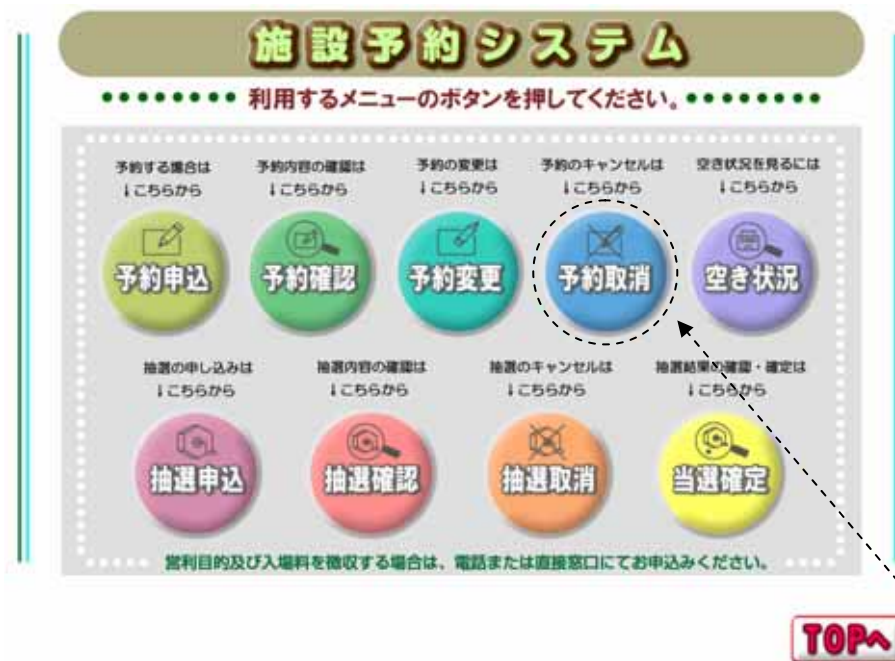 施設予約システム
利用するメニューのボタンを押してください。
予約する場合は
↓こちらから
予約内容の確認は
↓こちらから
予約の変更は
↓こちらから
予約のキャンセルは
↓こちらから
空き状況を見るには
↓こちらから
予約申込
予約確認
予約変更
予約取消
空き状況
抽選の申し込みは
↓こちらから
抽選内容の確認は
↓こちらから
抽選のキャンセルは
↓こちらから
抽選結果の確認・確定は
↓こちらから
抽選申込
抽選確認
抽選取消
当選確定
営利目的及び入場料を徴収する場合は、電話または直接窓口にてお申込みください。
TOPへ